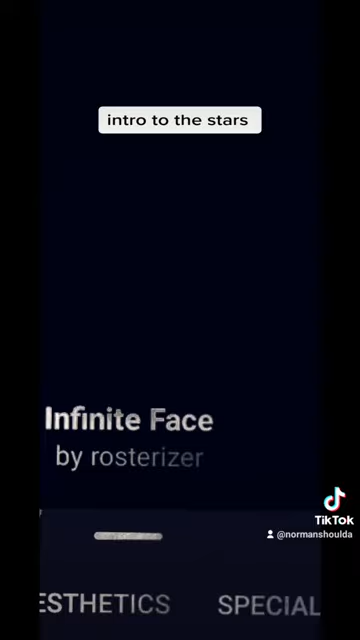 intro to the stars
Infinite Face
by rosterizer
TikTok
@normanshoulda
ESTHETICS
SPECIAL